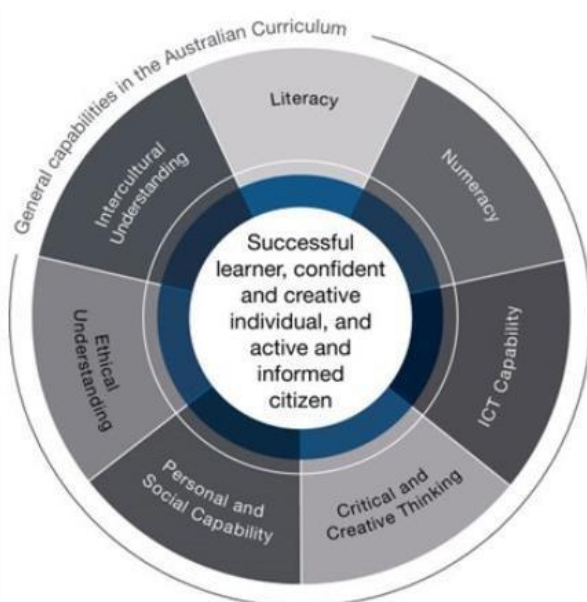 General capabilities in the Australian Curriculum
Literacy
Numeracy
ICT Capability
Critical and
Creative Thinking
Personal and
Social Capability
Ethical
Understanding
Intercultural
Understanding
Successful
learner, confident
and creative
individual, and
active and
informed
citizen